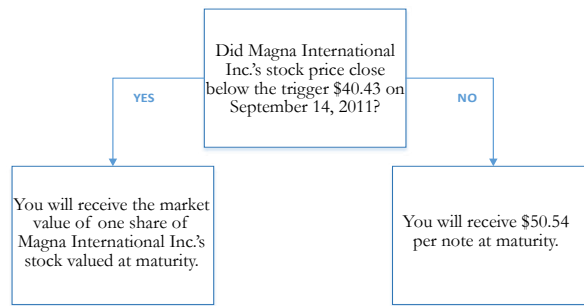 Did Magna International
Inc.'s stock price close
below the trigger $40.43 on
September 14, 2011?
YES
NO
You will receive the market
value of one share of
Magna International Inc.'s
stock valued at maturity.
You will receive $50.54
per note at maturity.